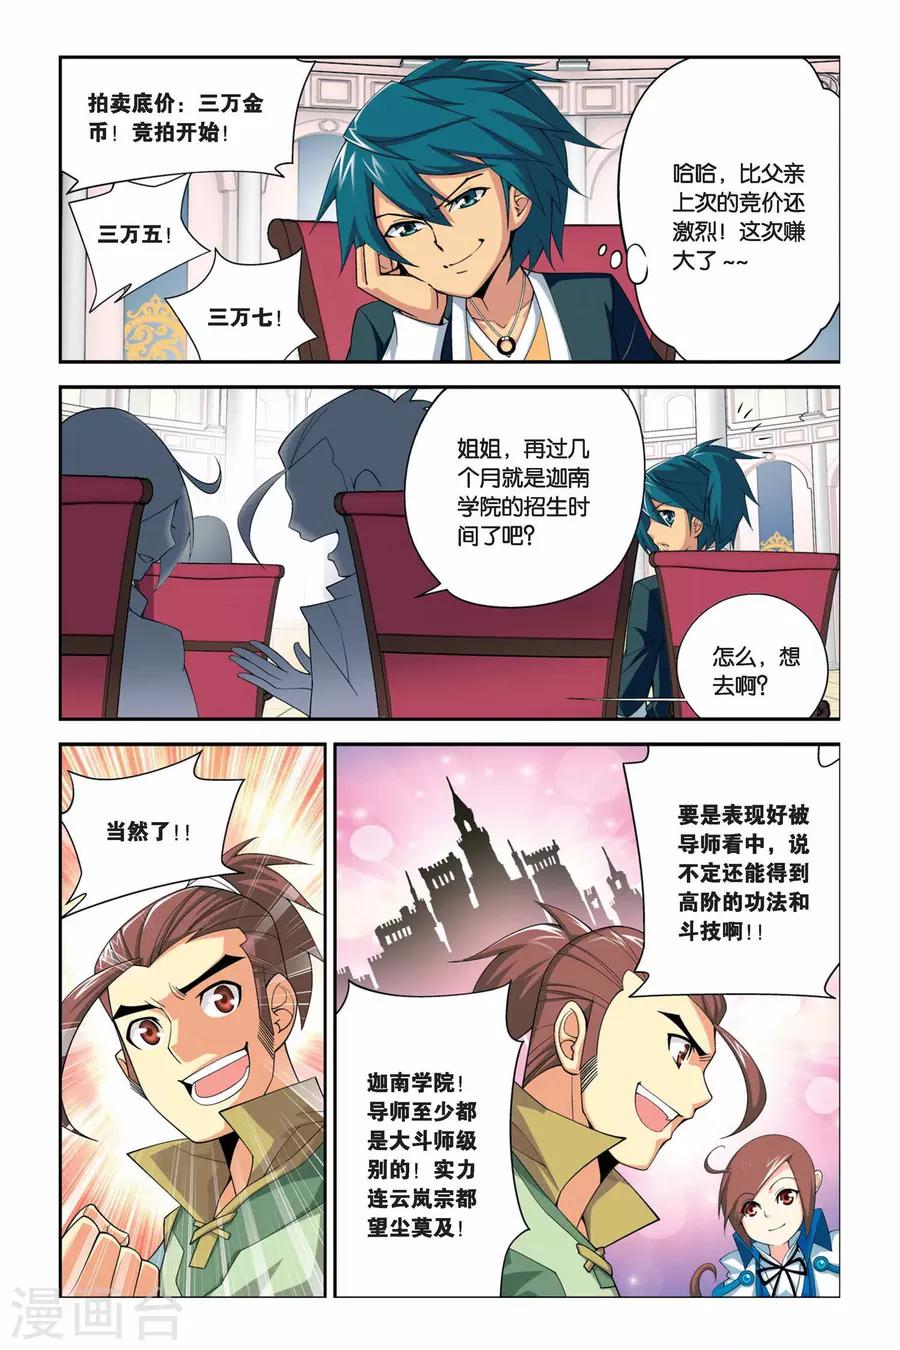 拍卖底价：三万金
币！竞拍开始！
三万五！
三万七！
哈哈，比父亲
上次的竞价还
激烈！这次赚
大了～～
姐姐，再过几
个月就是迦南
学院的招生时
间了吧？
怎么，想
去啊？
当然了！！
要是表现好被
导师看中，说
不定还能得到
高阶的功法和
斗技啊！！
迦南学院！
导师至少都
是大斗师级
别的！实力
连云岚宗都
望尘莫及！
漫画台